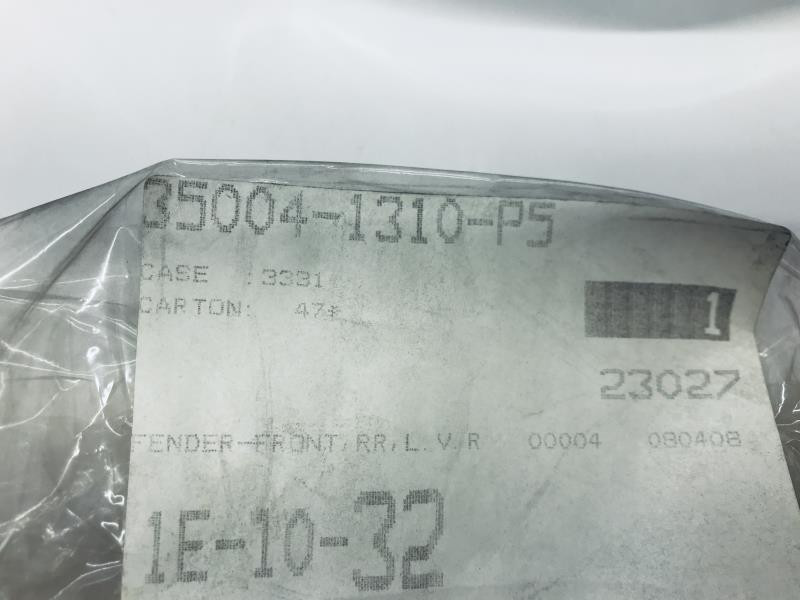 35004-1310-P5
CASE : 3331
CARTON: 47*
1
23027
FENDER-FRONT,RR,L.V.R 00004 080408
1E-10-32